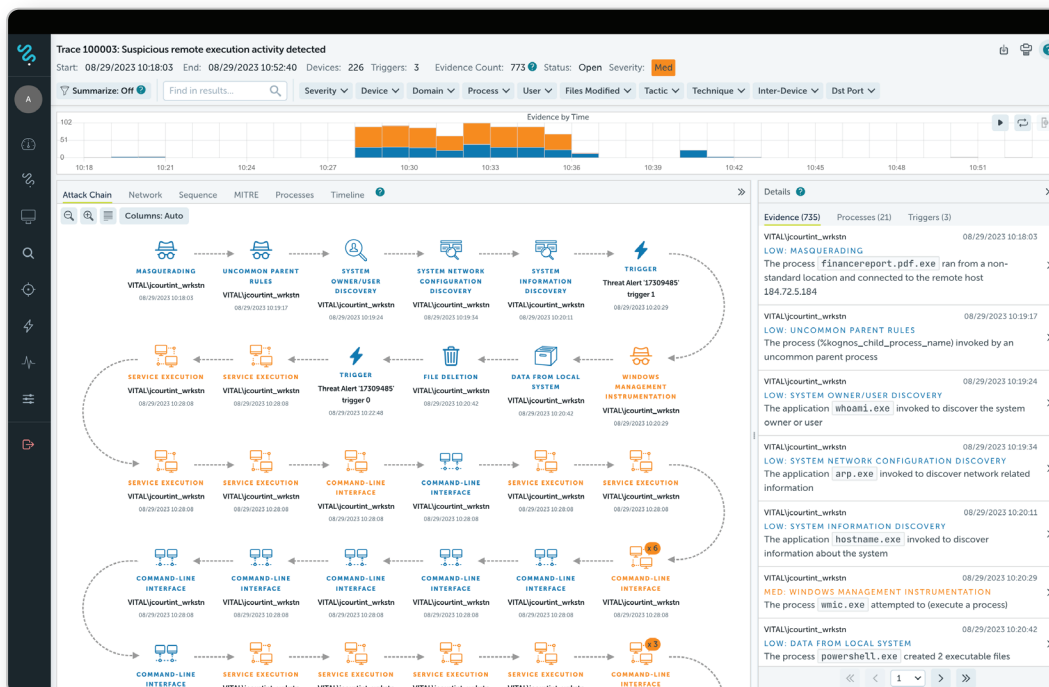 Trace 100003: Suspicious remote execution activity detected
Start: 08/29/2023 10:18:03 End: 08/29/2023 10:52:40 Devices: 226 Triggers: 3 Evidence Count: 773 Status: Open Severity: Med
Summarize: Off Find in results... Severity Device Domain Process User Files Modified Tactic Technique Inter-Device Dst Port
A
Evidence by Time
102
51
0
10:18 10:21 10:24 10:27 10:30 10:33 10:36 10:39 10:42 10:45 10:48 10:51
Attack Chain Network Sequence MITRE Processes Timeline
Columns: Auto
MASQUERADING
VITAL\jcourtint_wrkstn
08/29/2023 10:18:03
UNCOMMON PARENT
RULES
VITAL\jcourtint_wrkstn
08/29/2023 10:19:17
SYSTEM
OWNER/USER
DISCOVERY
VITAL\jcourtint_wrkstn
08/29/2023 10:19:24
SYSTEM NETWORK
CONFIGURATION
DISCOVERY
VITAL\jcourtint_wrkstn
08/29/2023 10:19:34
SYSTEM
INFORMATION
DISCOVERY
VITAL\jcourtint_wrkstn
08/29/2023 10:20:11
TRIGGER
Threat Alert '17309485'
trigger 1
08/29/2023 10:20:29
SERVICE EXECUTION
VITAL\jcourtint_wrkstn
08/29/2023 10:28:08
SERVICE EXECUTION
VITAL\jcourtint_wrkstn
08/29/2023 10:28:08
TRIGGER
Threat Alert '17309485'
trigger 0
08/29/2023 10:22:48
FILE DELETION
VITAL\jcourtint_wrkstn
08/29/2023 10:20:42
DATA FROM LOCAL
SYSTEM
VITAL\jcourtint_wrkstn
08/29/2023 10:20:42
WINDOWS
MANAGEMENT
INSTRUMENTATION
VITAL\jcourtint_wrkstn
08/29/2023 10:20:29
SERVICE EXECUTION
VITAL\jcourtint_wrkstn
08/29/2023 10:28:08
SERVICE EXECUTION
VITAL\jcourtint_wrkstn
08/29/2023 10:28:08
COMMAND-LINE
INTERFACE
VITAL\jcourtint_wrkstn
08/29/2023 10:28:08
COMMAND-LINE
INTERFACE
VITAL\jcourtint_wrkstn
08/29/2023 10:28:08
SERVICE EXECUTION
VITAL\jcourtint_wrkstn
08/29/2023 10:28:08
SERVICE EXECUTION
VITAL\jcourtint_wrkstn
08/29/2023 10:28:08
COMMAND-LINE
INTERFACE
VITAL\jcourtint_wrkstn
08/29/2023 10:28:08
COMMAND-LINE
INTERFACE
VITAL\jcourtint_wrkstn
08/29/2023 10:28:08
COMMAND-LINE
INTERFACE
VITAL\jcourtint_wrkstn
08/29/2023 10:28:08
COMMAND-LINE
INTERFACE
VITAL\jcourtint_wrkstn
08/29/2023 10:28:08
COMMAND-LINE
INTERFACE
VITAL\jcourtint_wrkstn
08/29/2023 10:28:08
x 6
COMMAND-LINE
INTERFACE
VITAL\jcourtint_wrkstn
08/29/2023 10:28:08
COMMAND-LINE
INTERFACE
SERVICE EXECUTION
SERVICE EXECUTION
SERVICE EXECUTION
SERVICE EXECUTION
x 3
SERVICE EXECUTION
Details
Evidence (735) Processes (21) Triggers (3)
VITAL\jcourtint_wrkstn 08/29/2023 10:18:03
LOW: MASQUERADING
The process financereport.pdf.exe ran from a non-
standard location and connected to the remote host
184.72.5.184
VITAL\jcourtint_wrkstn 08/29/2023 10:19:17
LOW: UNCOMMON PARENT RULES
The process (%kognos_child_process_name) invoked by an
uncommon parent process
VITAL\jcourtint_wrkstn 08/29/2023 10:19:24
LOW: SYSTEM OWNER/USER DISCOVERY
The application whoami.exe invoked to discover the system
owner or user
VITAL\jcourtint_wrkstn 08/29/2023 10:19:34
LOW: SYSTEM NETWORK CONFIGURATION DISCOVERY
The application arp.exe invoked to discover network related
information
VITAL\jcourtint_wrkstn 08/29/2023 10:20:11
LOW: SYSTEM INFORMATION DISCOVERY
The application hostname.exe invoked to discover
information about the system
VITAL\jcourtint_wrkstn 08/29/2023 10:20:29
MED: WINDOWS MANAGEMENT INSTRUMENTATION
The process wmic.exe attempted to (execute a process)
VITAL\jcourtint_wrkstn 08/29/2023 10:20:42
LOW: DATA FROM LOCAL SYSTEM
The process powershell.exe created 2 executable files
1